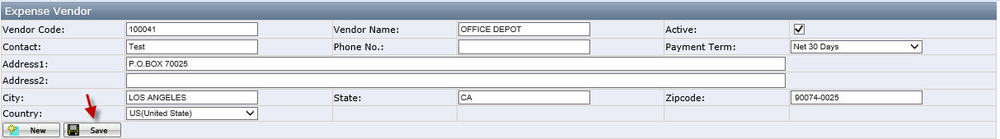 Expense Vendor
Vendor Code: 100041 Vendor Name: OFFICE DEPOT Active:
Contact: Test Phone No.: Payment Term: Net 30 Days
Address1: P.O.BOX 70025
Address2:
City: LOS ANGELES State: CA Zipcode: 90074-0025
Country: US(United State)
New Save